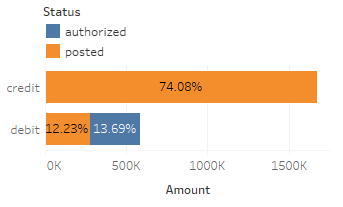 Status
authorized
posted
credit
74.08%
debit
12.23% 13.69%
0K 500K 1000K 1500K
Amount